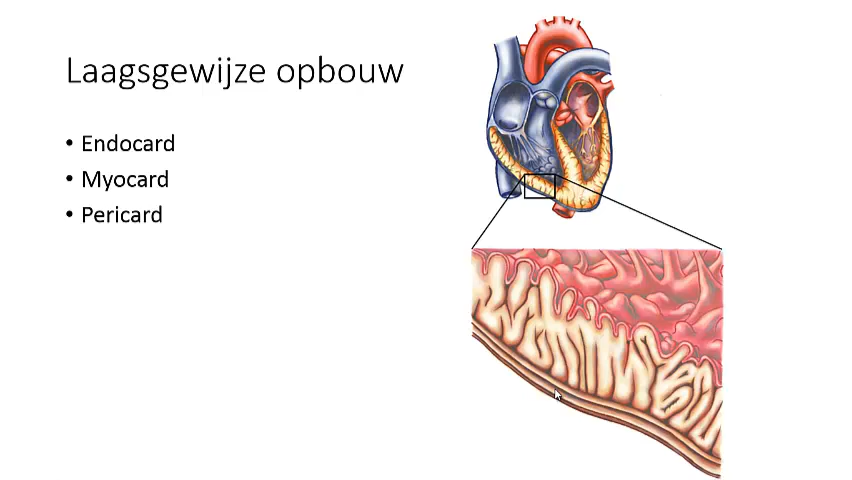 Laagsgewijze opbouw
• Endocard
• Myocard
• Pericard